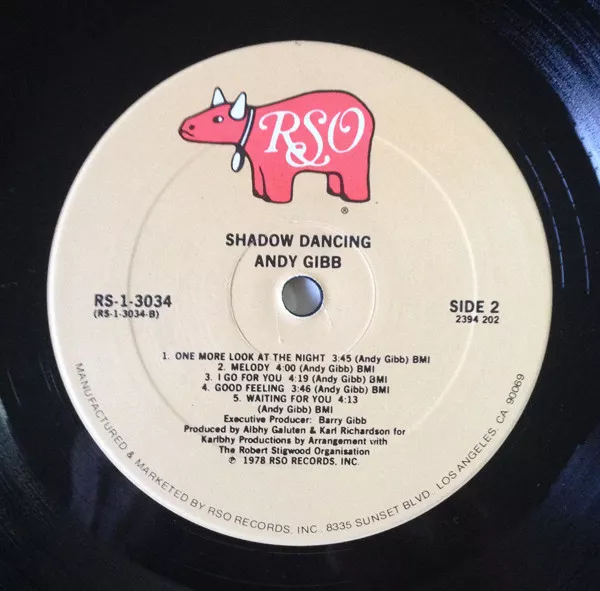 RSO
®
SHADOW DANCING
ANDY GIBB
RS-1-3034
(RS-1-3034-B)
SIDE 2
2394 202
1. ONE MORE LOOK AT THE NIGHT 3:45 (Andy Gibb) BMI
2. MELODY 4:00 (Andy Gibb) BMI
3. I GO FOR YOU 4:19 (Andy Gibb) BMI
4. GOOD FEELING 3:46 (Andy Gibb) BMI
5. WAITING FOR YOU 4:13
(Andy Gibb) BMI
Executive Producer: Barry Gibb
Produced by Albhy Galuten & Karl Richardson for
Karlbhy Productions by Arrangement with
The Robert Stigwood Organisation
℗ 1978 RSO RECORDS, INC.
MANUFACTURED & MARKETED BY RSO RECORDS, INC. 8335 SUNSET BLVD., LOS ANGELES, CA 90069